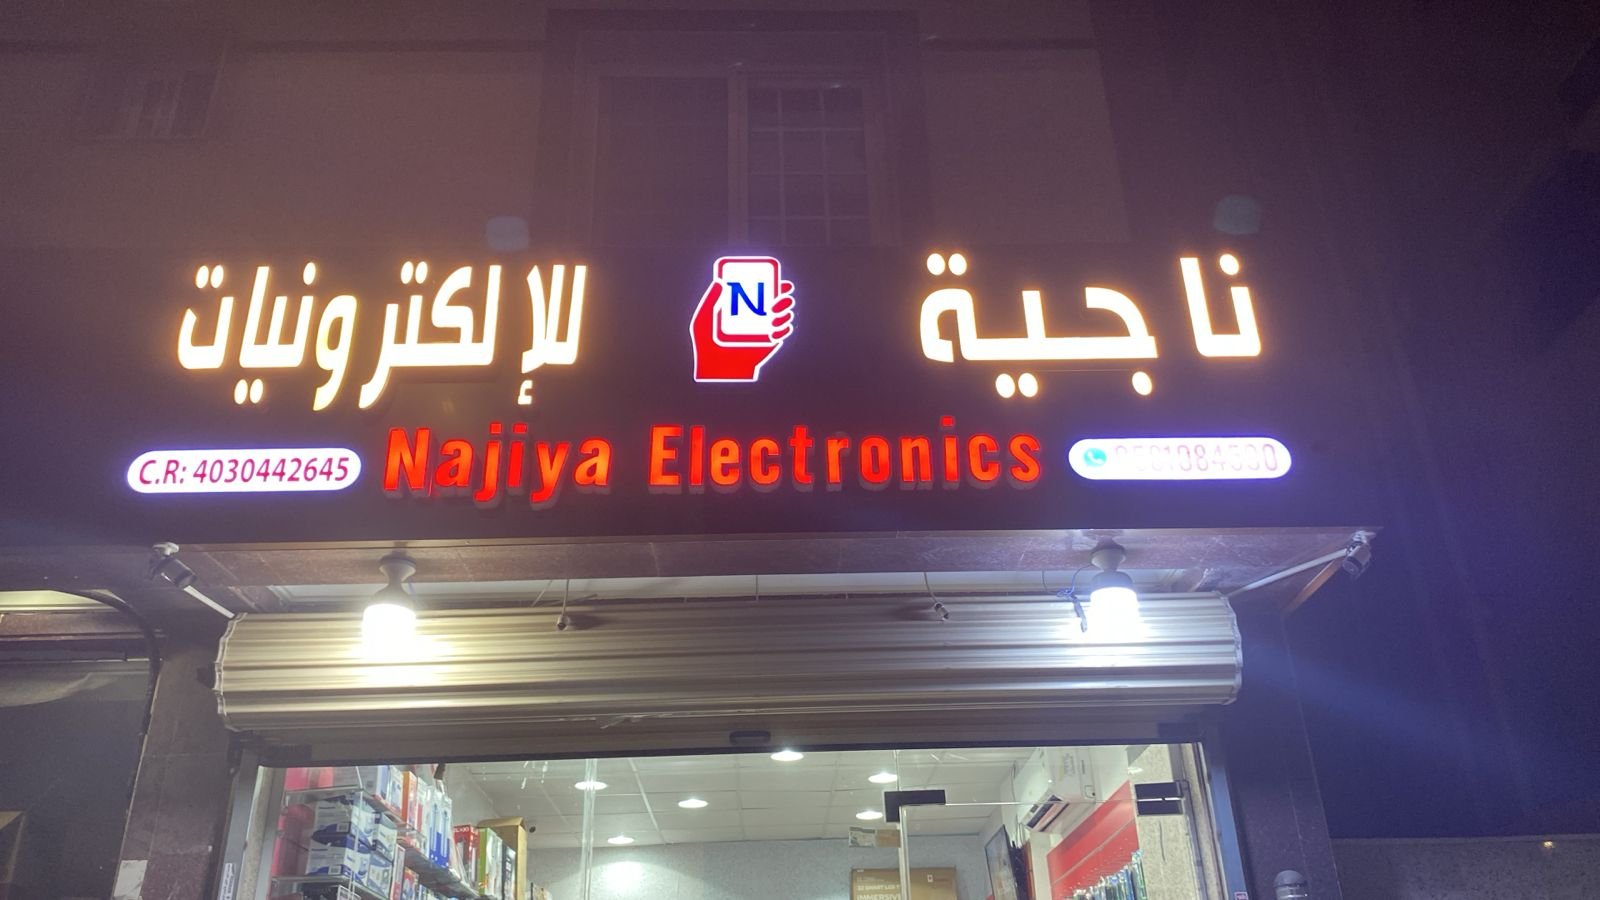 ناجية
N
للإلكترونيات
Najiya Electronics
C.R: 4030442645